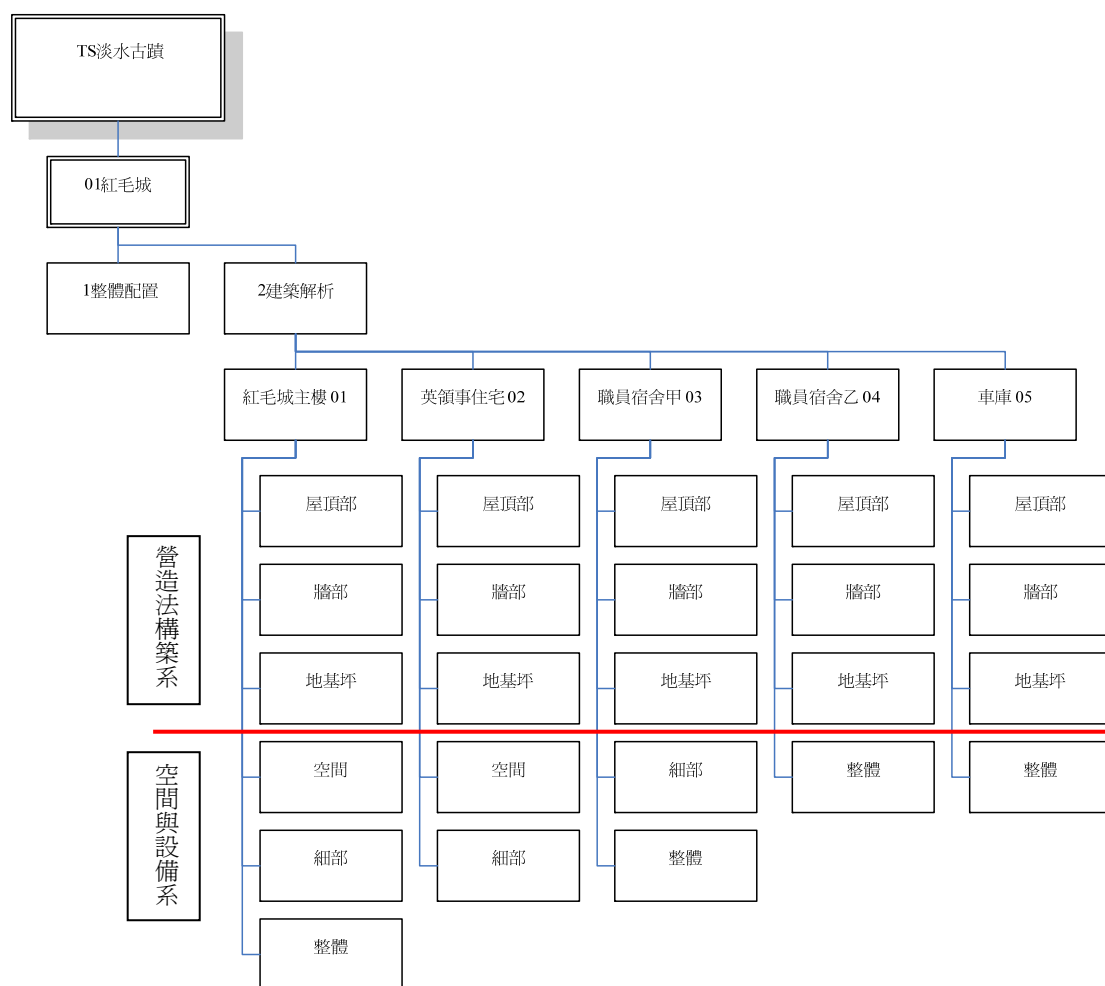 TS淡水古蹟
01紅毛城
1整體配置
2建築解析
紅毛城主樓 01
英領事住宅 02
職員宿舍甲 03
職員宿舍乙 04
車庫 05
屋頂部
屋頂部
屋頂部
屋頂部
屋頂部
營造法構築系
牆部
牆部
牆部
牆部
牆部
地基坪
地基坪
地基坪
地基坪
地基坪
空間與設備系
空間
空間
細部
整體
整體
細部
細部
整體
整體